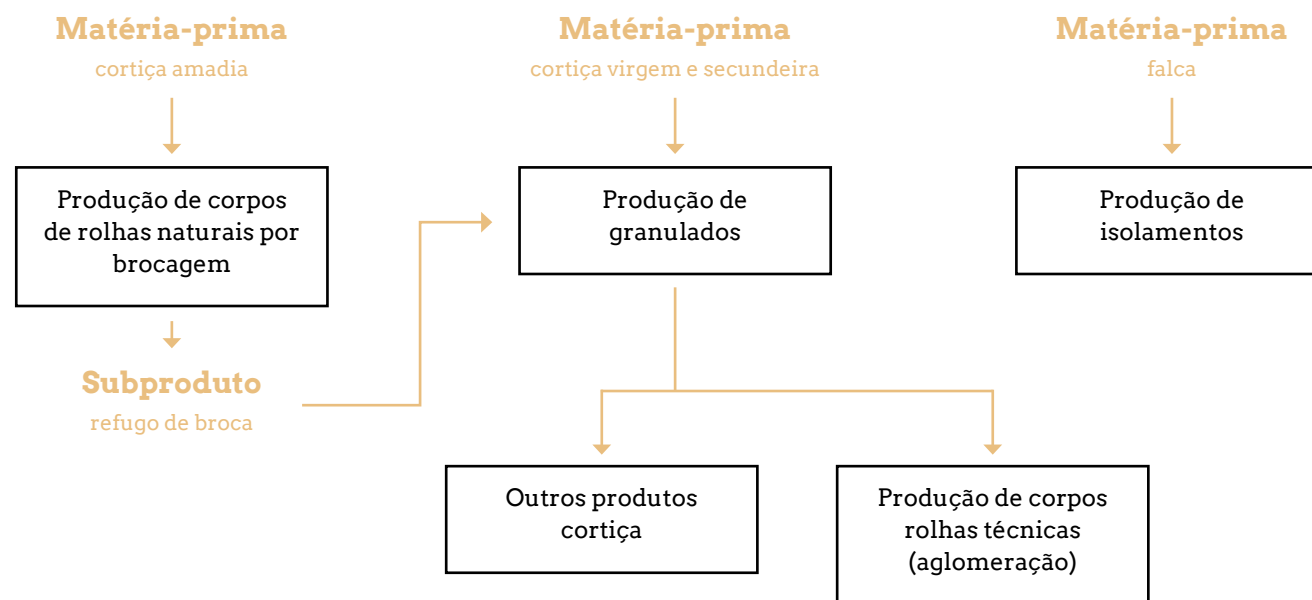 Matéria-prima
cortiça amadia
Matéria-prima
cortiça virgem e secundeira
Matéria-prima
falca
Produção de corpos
de rolhas naturais por
brocagem
Produção de
granulados
Produção de
isolamentos
Subproduto
refugo de broca
Outros produtos
cortiça
Produção de corpos
rolhas técnicas
(aglomeração)